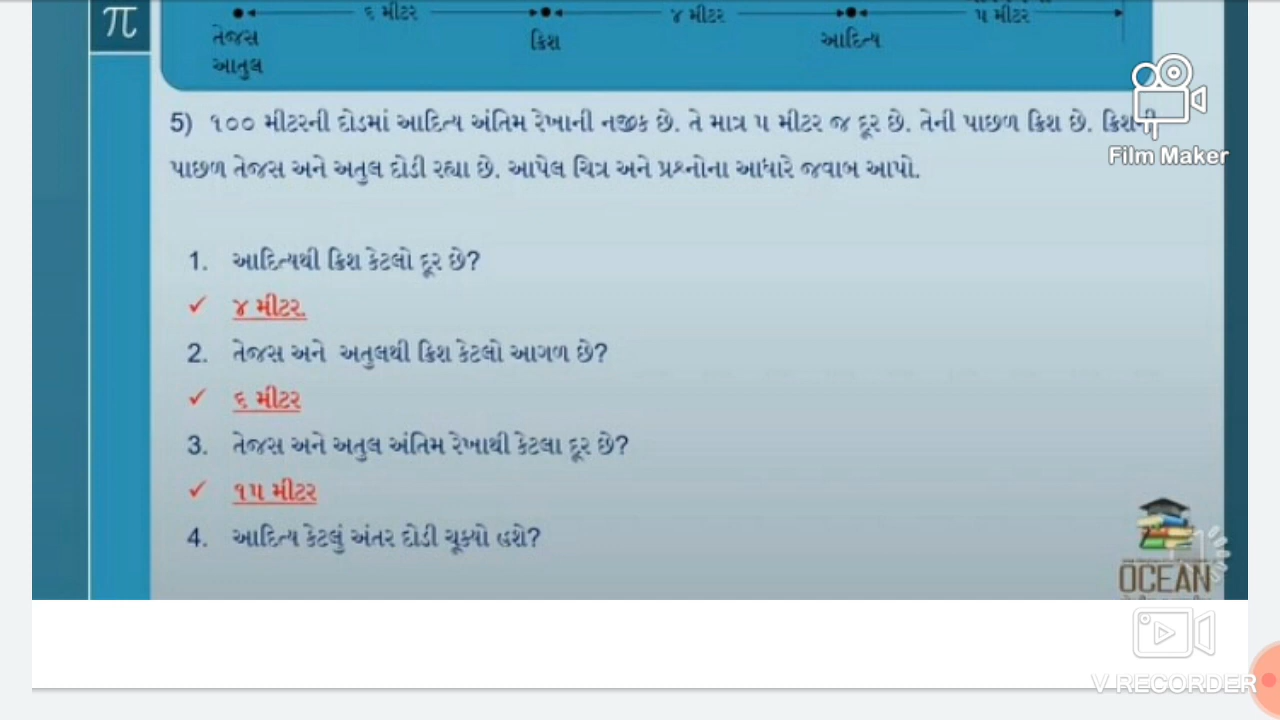 π
૬ મીટર
૪ મીટર
૫ મીટર
તેજસ
આતુલ
ક્રિશ
આદિત્ય
5) ૧૦૦ મીટરની દોડમાં આદિત્ય અંતિમ રેખાની નજીક છે. તે માત્ર ૫ મીટર જ દૂર છે. તેની પાછળ ક્રિશ છે. ક્રિશની
પાછળ તેજસ અને અતુલ દોડી રહ્યા છે. આપેલ ચિત્ર અને પ્રશ્નોના આધારે જવાબ આપો.
Film Maker
1. આદિત્યથી ક્રિશ કેટલો દૂર છે?
✓ ૪ મીટર.
2. તેજસ અને અતુલથી ક્રિશ કેટલો આગળ છે?
✓ ૬ મીટર
3. તેજસ અને અતુલ અંતિમ રેખાથી કેટલા દૂર છે?
✓ ૧૫ મીટર
4. આદિત્ય કેટલું અંતર દોડી ચૂક્યો હશે?
OCEAN
V RECORDER